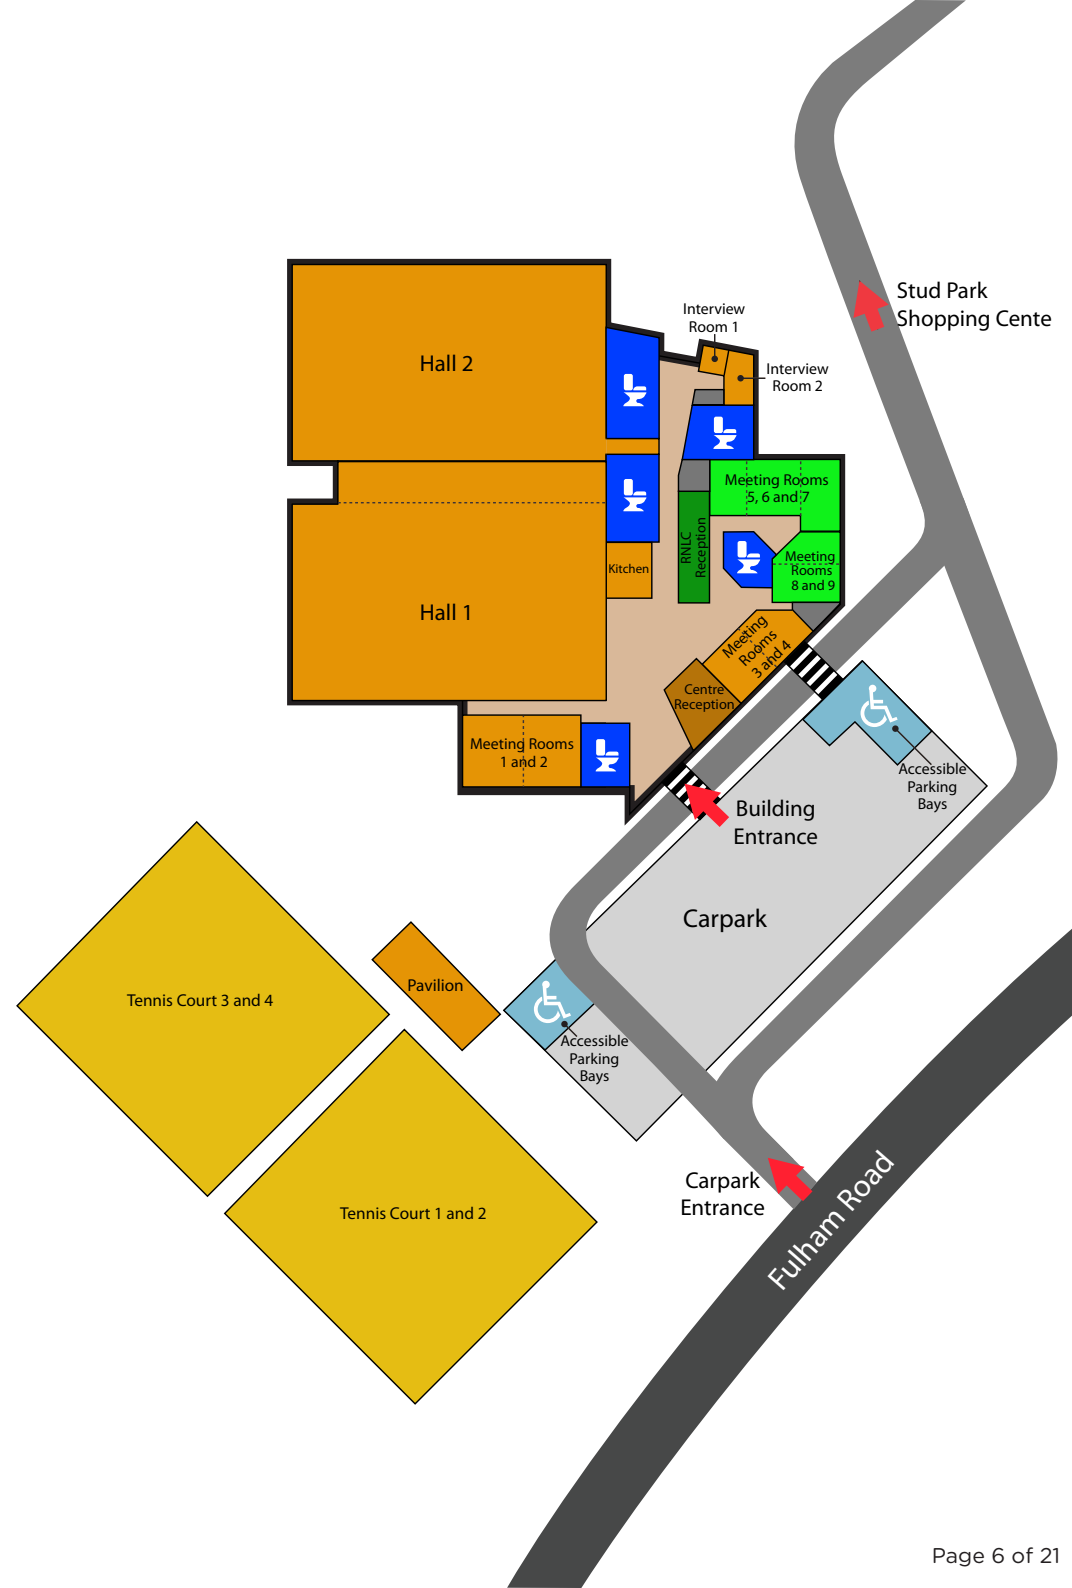 Stud Park
Shopping Cente
Interview
Room 1
Hall 2
Interview
Room 2
Meeting Rooms
5, 6 and 7
RNLC
Reception
Meeting
Rooms
8 and 9
Kitchen
Hall 1
Meeting
Rooms
3 and 4
Centre
Reception
Meeting Rooms
1 and 2
Accessible
Parking
Bays
Building
Entrance
Carpark
Pavilion
Tennis Court 3 and 4
Accessible
Parking
Bays
Carpark
Entrance
Fulham Road
Tennis Court 1 and 2
Page 6 of 21